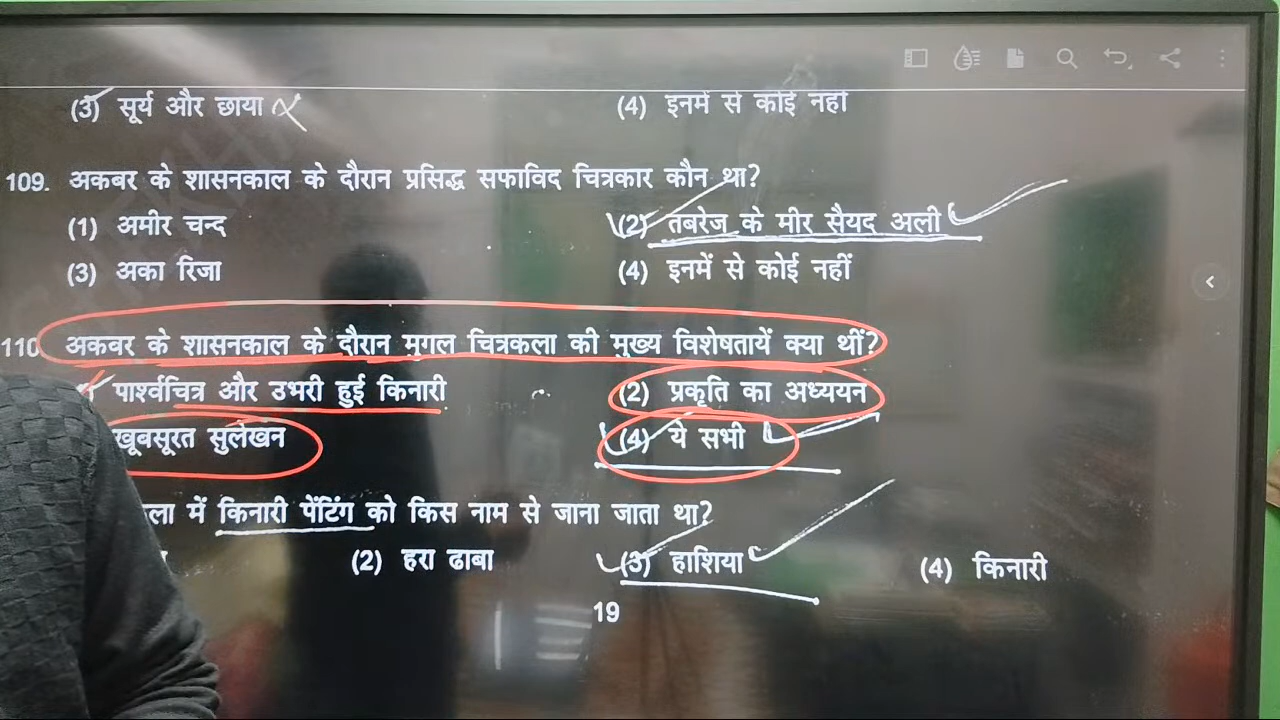 (3) सूर्य और छाया (4) इनमें से कोई नहीं
109. अकबर के शासनकाल के दौरान प्रसिद्ध सफाविद चित्रकार कौन था?
(1) अमीर चन्द (2) तबरेज के मीर सैयद अली
(3) अका रिजा (4) इनमें से कोई नहीं
110 अकबर के शासनकाल के दौरान मुगल चित्रकला की मुख्य विशेषतायें क्या थीं?
पार्श्वचित्र और उभरी हुई किनारी (2) प्रकृति का अध्ययन
खूबसूरत सुलेखन (4) ये सभी
ला में किनारी पेंटिंग को किस नाम से जाना जाता था?
(2) हरा ढाबा (3) हाशिया (4) किनारी
19